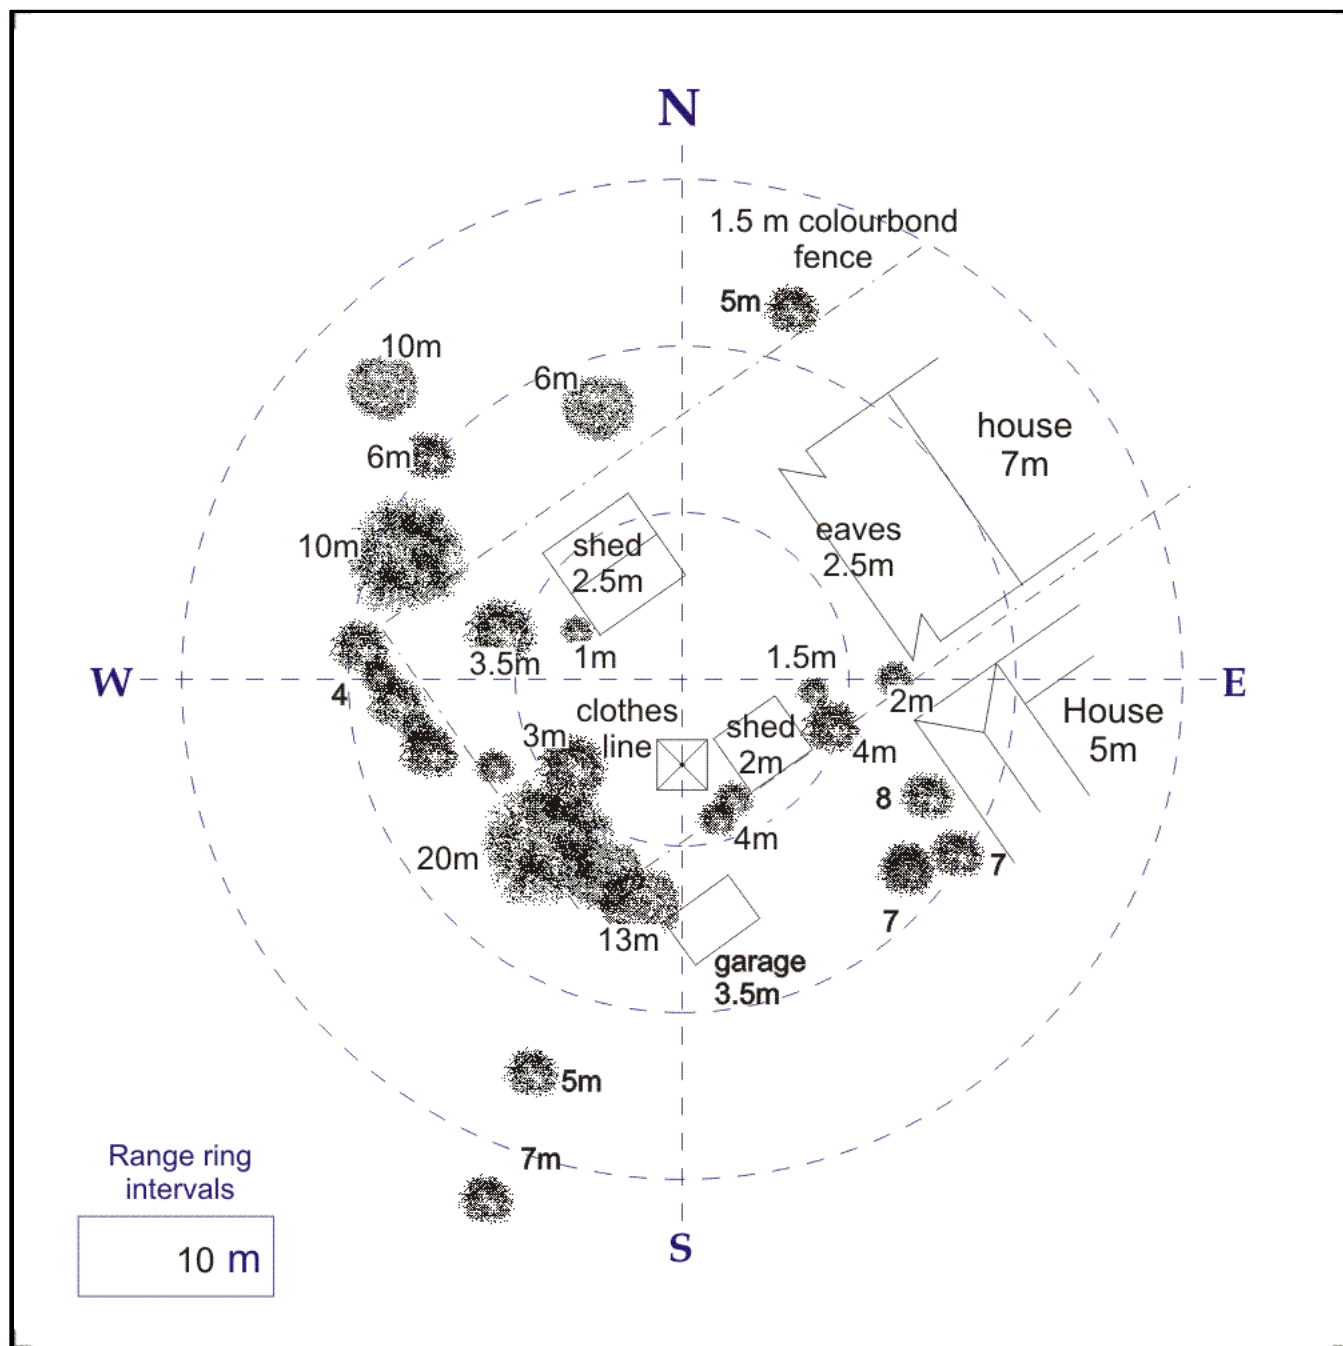 N
1.5 m colourbond
fence
5m
10m
6m
6m
house
7m
10m
eaves
2.5m
shed
2.5m
3.5m
1m
1.5m
W
E
4
2m
clothes
line
3m
shed
2m
House
5m
4m
8
4m
20m
7
7
13m
garage
3.5m
5m
7m
Range ring
intervals
10 m
S